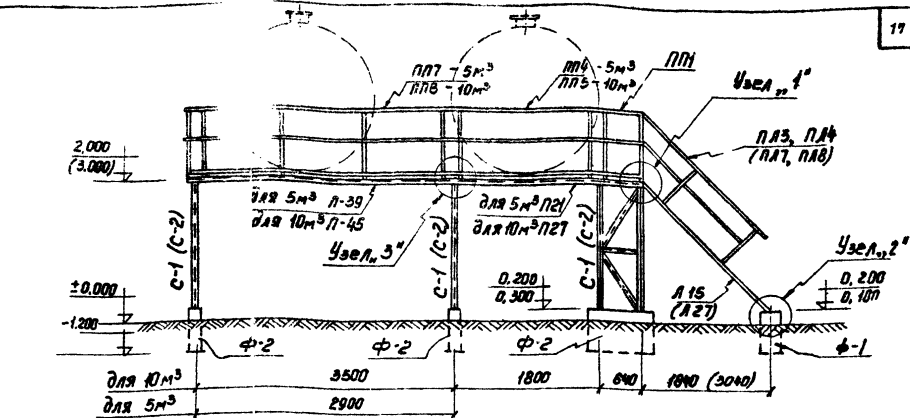 17
ПП7 - 5м³
ПП8 - 10м³
ПП4 - 5м³
ПП5 - 10м³
ПП1
Узел „1"
ПЛ3, ПЛ4
(ПЛ7, ПЛ8)
2,000
(3.000)
для 5м³ П-39
для 10м³ П-45
для 5м³ П21
для 10м³ П27
С-1 (С-2)
С-1 (С-2)
С-1 (С-2)
Узел „3"
Узел „2"
±0,000
-1,200
0,200
0,300
Л 15
(Л 27)
0,200
0,100
Ф-2
Ф-2
Ф-2
Ф-1
для 10м³
3500
1800
640
1840 (3040)
для 5м³
2900